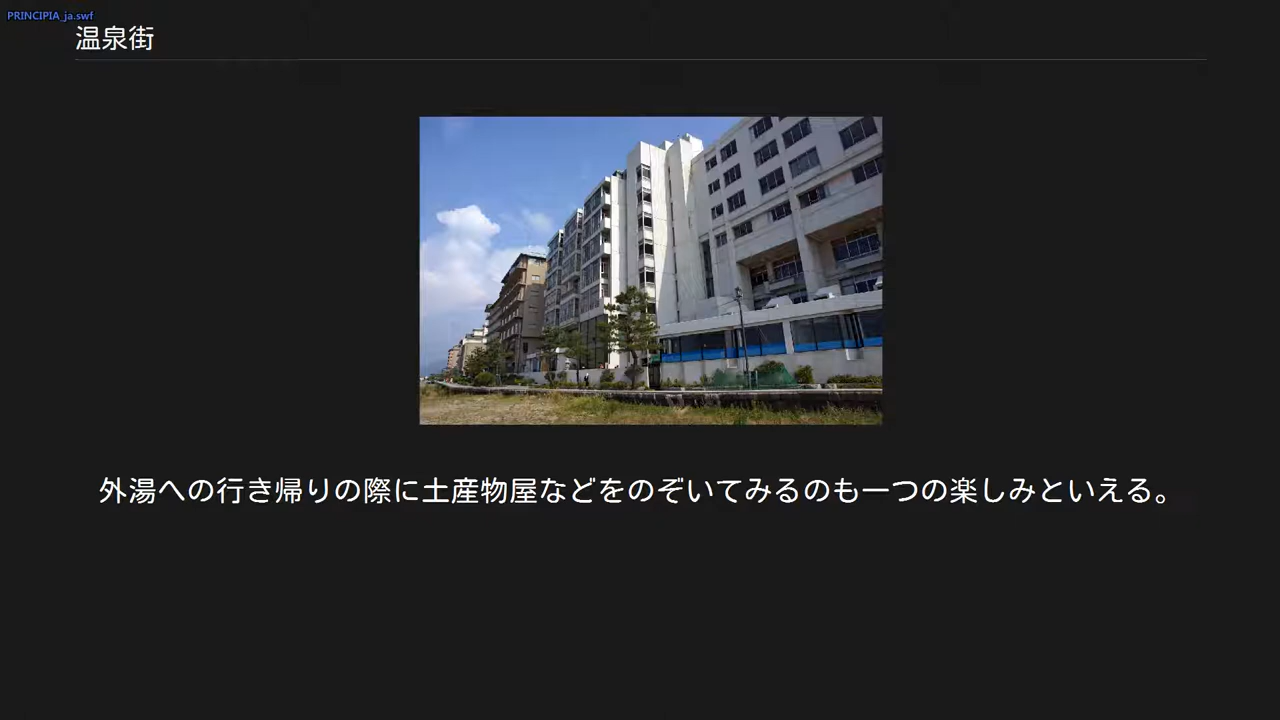 PRINCIPIA_ja.swf
温泉街
外湯への行き帰りの際に土産物屋などをのぞいてみるのも一つの楽しみといえる。